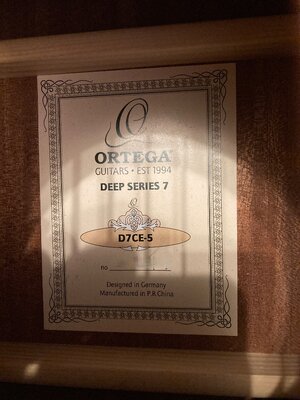 O
ORTEGA
GUITARS • EST 1994
DEEP SERIES 7
D7CE-5
no
Designed in Germany
Manufactured in P.R.China